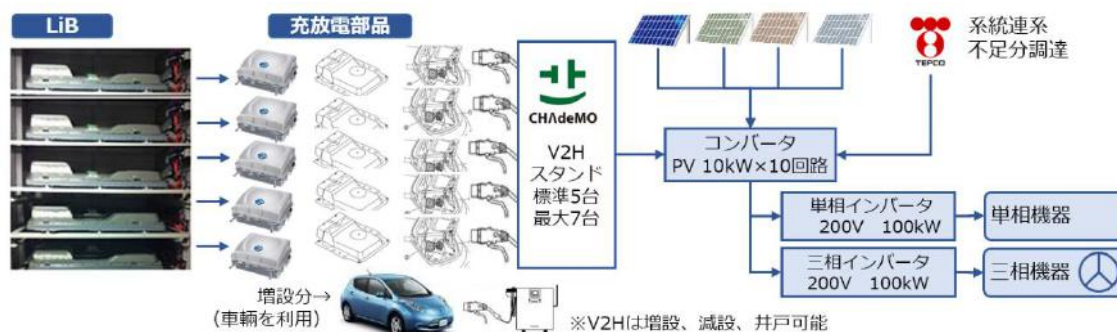 LiB
充放電部品
CHAdeMO
V2H
スタンド
標準5台
最大7台
TEPCO
系統連系
不足分調達
コンバータ
PV 10kW×10回路
単相インバータ
200V 100kW
単相機器
三相インバータ
200V 100kW
三相機器
増設分→
(車輌を利用)
※V2Hは増設、減設、井戸可能